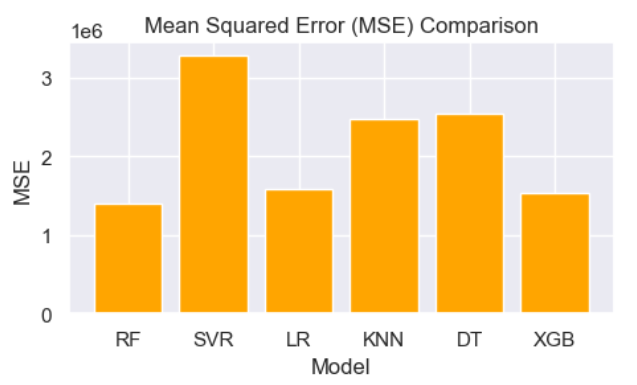 Mean Squared Error (MSE) Comparison
1e6
3
2
1
0
MSE
RF SVR LR KNN DT XGB
Model